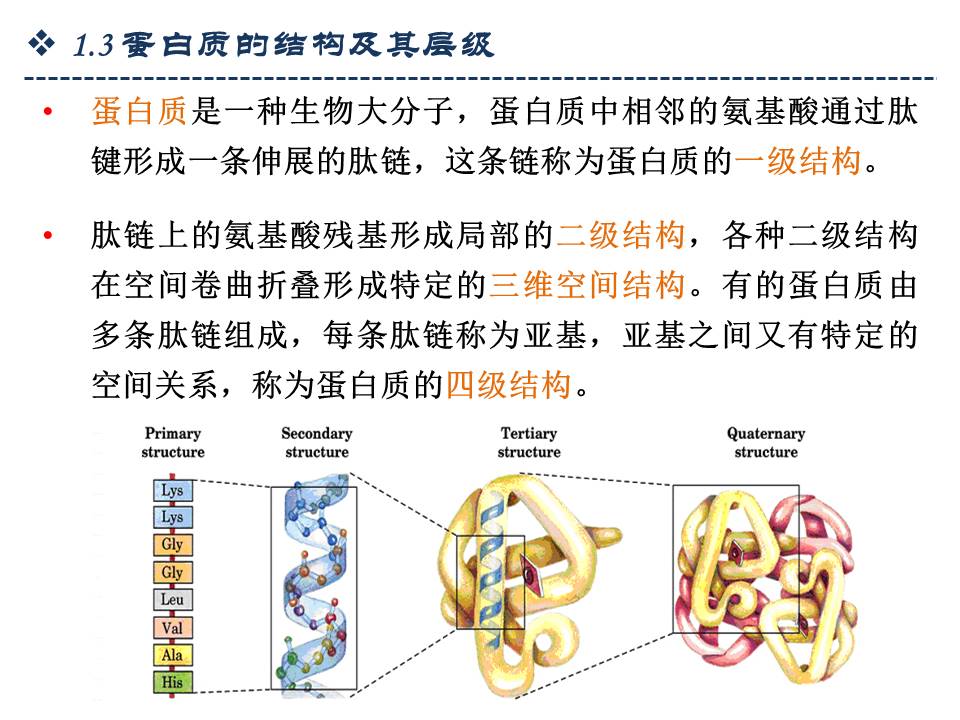 ❖ 1.3蛋白质的结构及其层级
• 蛋白质是一种生物大分子，蛋白质中相邻的氨基酸通过肽
键形成一条伸展的肽链，这条链称为蛋白质的一级结构。
• 肽链上的氨基酸残基形成局部的二级结构，各种二级结构
在空间卷曲折叠形成特定的三维空间结构。有的蛋白质由
多条肽链组成，每条肽链称为亚基，亚基之间又有特定的
空间关系，称为蛋白质的四级结构。
Primary
structure
Secondary
structure
Tertiary
structure
Quaternary
structure
Lys
Lys
Gly
Gly
Leu
Val
Ala
His